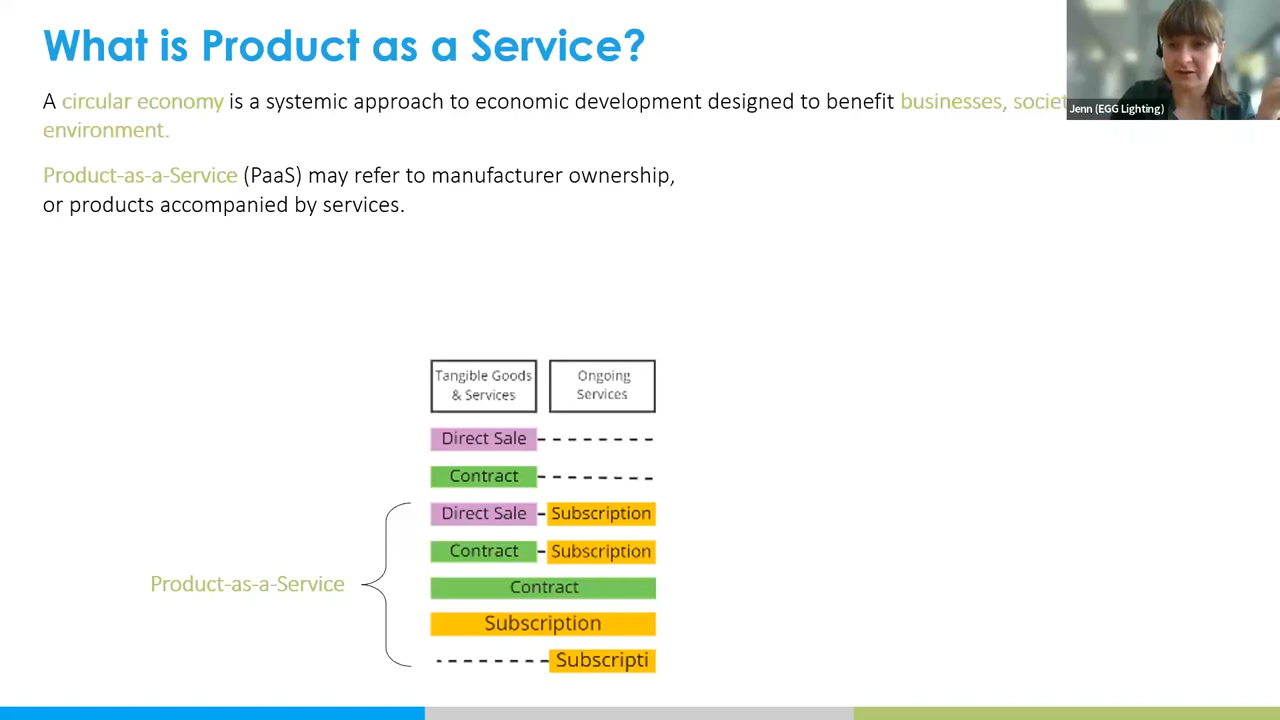 What is Product as a Service?
A circular economy is a systemic approach to economic development designed to benefit businesses,
environment.
Product-as-a-Service (PaaS) may refer to manufacturer ownership,
or products accompanied by services.
Jenn (EGG Lighting)
Tangible Goods
& Services
Ongoing
Services
Direct Sale
Contract
Direct Sale Subscription
Contract Subscription
Product-as-a-Service
Contract
Subscription
Subscripti